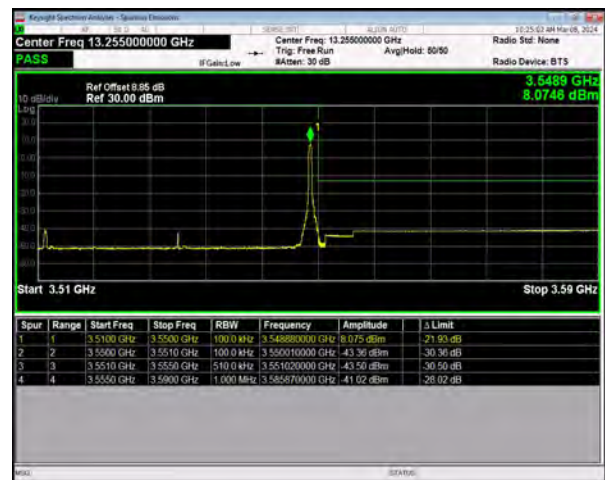 Keysight Spectrum Analyzer - Spurious Emissions
RF 50 Ω AC SENSE:INT ALIGN AUTO 10:25:02 AM Mar 08, 2024
Center Freq 13.255000000 GHz Center Freq: 13.255000000 GHz Radio Std: None
Trig: Free Run Avg|Hold: 50/50
PASS IFGain:Low #Atten: 30 dB Radio Device: BTS
3.5489 GHz
Ref Offset 8.85 dB
10 dB/div Ref 30.00 dBm 8.0746 dBm
Log
1
Start 3.51 GHz Stop 3.59 GHz
Spur Range Start Freq Stop Freq RBW Frequency Amplitude Δ Limit
1 1 3.5100 GHz 3.5500 GHz 100.0 kHz 3.548880000 GHz 8.075 dBm -21.93 dB
2 2 3.5500 GHz 3.5510 GHz 100.0 kHz 3.550010000 GHz -43.36 dBm -30.36 dB
3 3 3.5510 GHz 3.5550 GHz 510.0 kHz 3.551020000 GHz -43.50 dBm -30.50 dB
4 4 3.5550 GHz 3.5900 GHz 1.000 MHz 3.585870000 GHz -41.02 dBm -28.02 dB
MSG STATUS